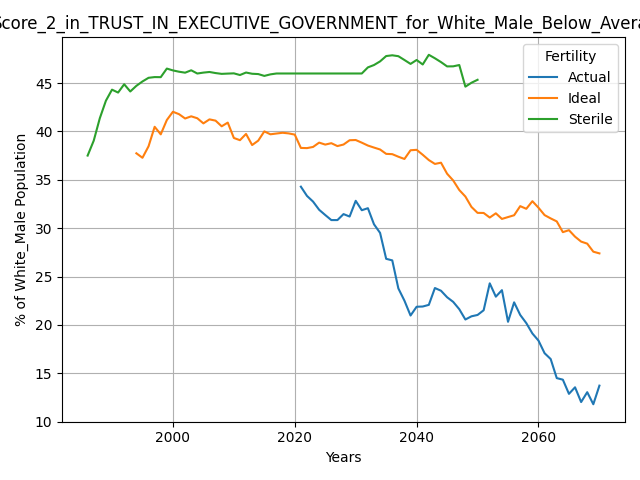 Score_2_in_TRUST_IN_EXECUTIVE_GOVERNMENT_for_White_Male_Below_Avera
Fertility
Actual
Ideal
Sterile
% of White_Male Population
45
40
35
30
25
20
15
10
2000
2020
2040
2060
Years